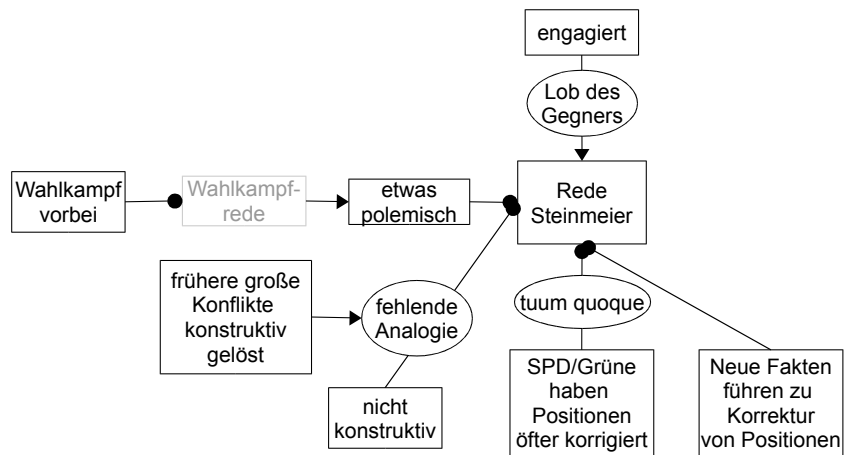 engagiert
Lob des
Gegners
Wahlkampf
vorbei
Wahlkampf-
rede
etwas
polemisch
Rede
Steinmeier
frühere große
Konflikte
konstruktiv
gelöst
fehlende
Analogie
tuum quoque
nicht
konstruktiv
SPD/Grüne
haben
Positionen
öfter korrigiert
Neue Fakten
führen zu
Korrektur
von Positionen